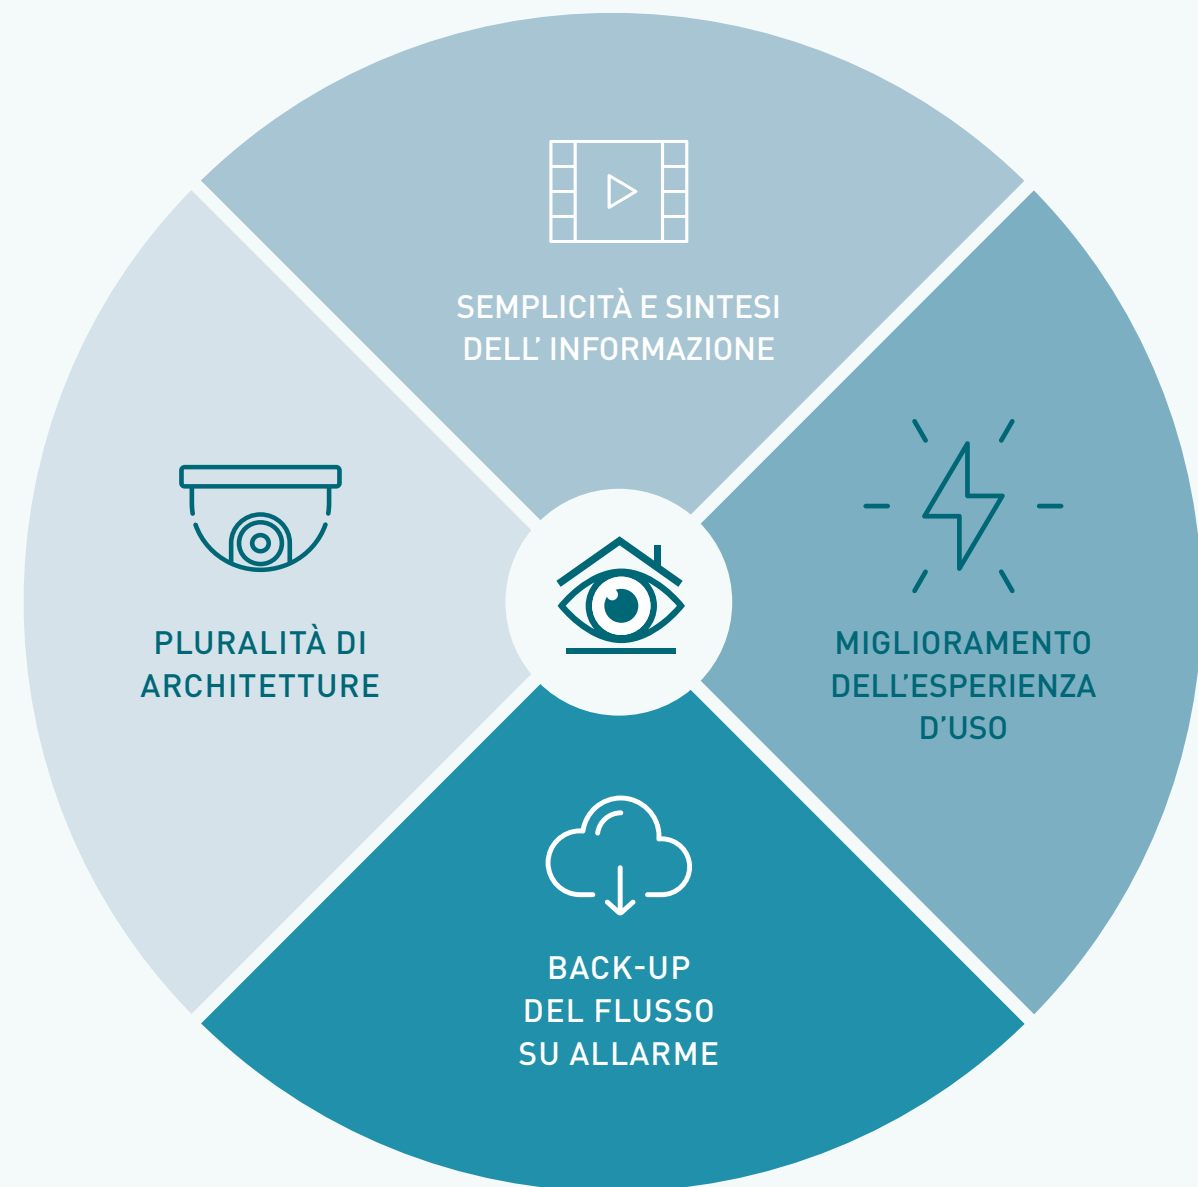 SEMPLICITÀ E SINTESI
DELL' INFORMAZIONE
PLURALITÀ DI
ARCHITETTURE
MIGLIORAMENTO
DELL’ESPERIENZA
D’USO
BACK-UP
DEL FLUSSO
SU ALLARME